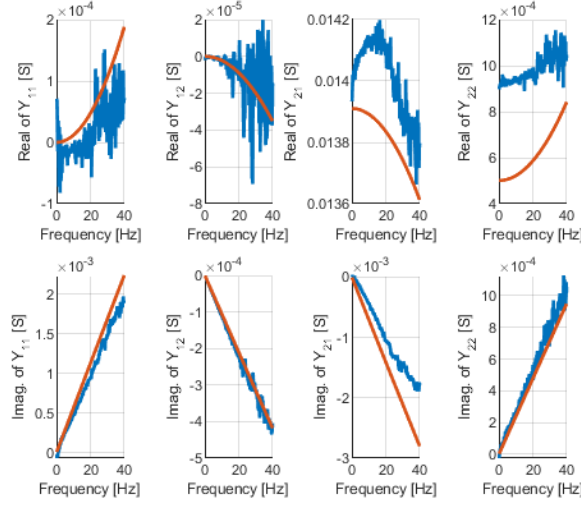 ×10⁻⁴
×10⁻⁵
×10⁻⁴
Real of Y₁₁ [S]
2
1
0
-1
0 20 40
Frequency [Hz]
Real of Y₁₂ [S]
2
0
-2
-4
-6
-8
0 20 40
Frequency [Hz]
Real of Y₂₁ [S]
0.0142
0.014
0.0138
0.0136
0 20 40
Frequency [Hz]
Real of Y₂₂ [S]
12
10
8
6
4
0 20 40
Frequency [Hz]
×10⁻³
×10⁻⁴
×10⁻³
×10⁻⁴
Imag. of Y₁₁ [S]
2
1.5
1
0.5
0
0 20 40
Frequency [Hz]
Imag. of Y₁₂ [S]
0
-1
-2
-3
-4
-5
0 20 40
Frequency [Hz]
Imag. of Y₂₁ [S]
0
-1
-2
-3
0 20 40
Frequency [Hz]
Imag. of Y₂₂ [S]
10
8
6
4
2
0
0 20 40
Frequency [Hz]